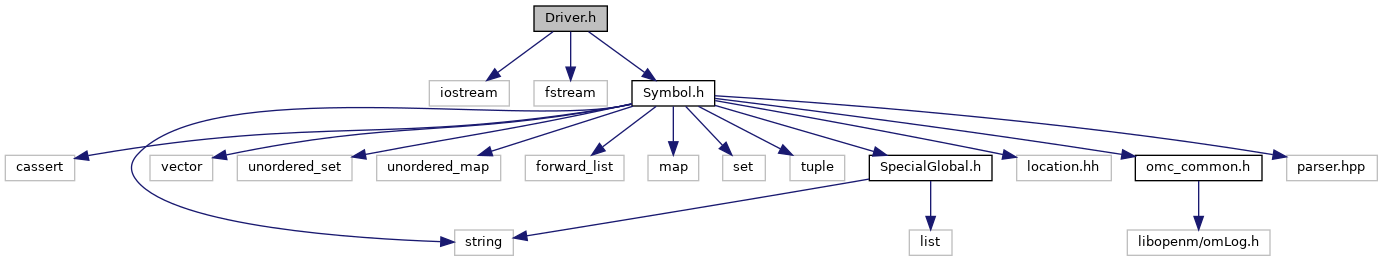 Driver.h
iostream
fstream
Symbol.h
cassert
vector
unordered_set
unordered_map
forward_list
map
set
tuple
SpecialGlobal.h
location.hh
omc_common.h
parser.hpp
string
list
libopenm/omLog.h